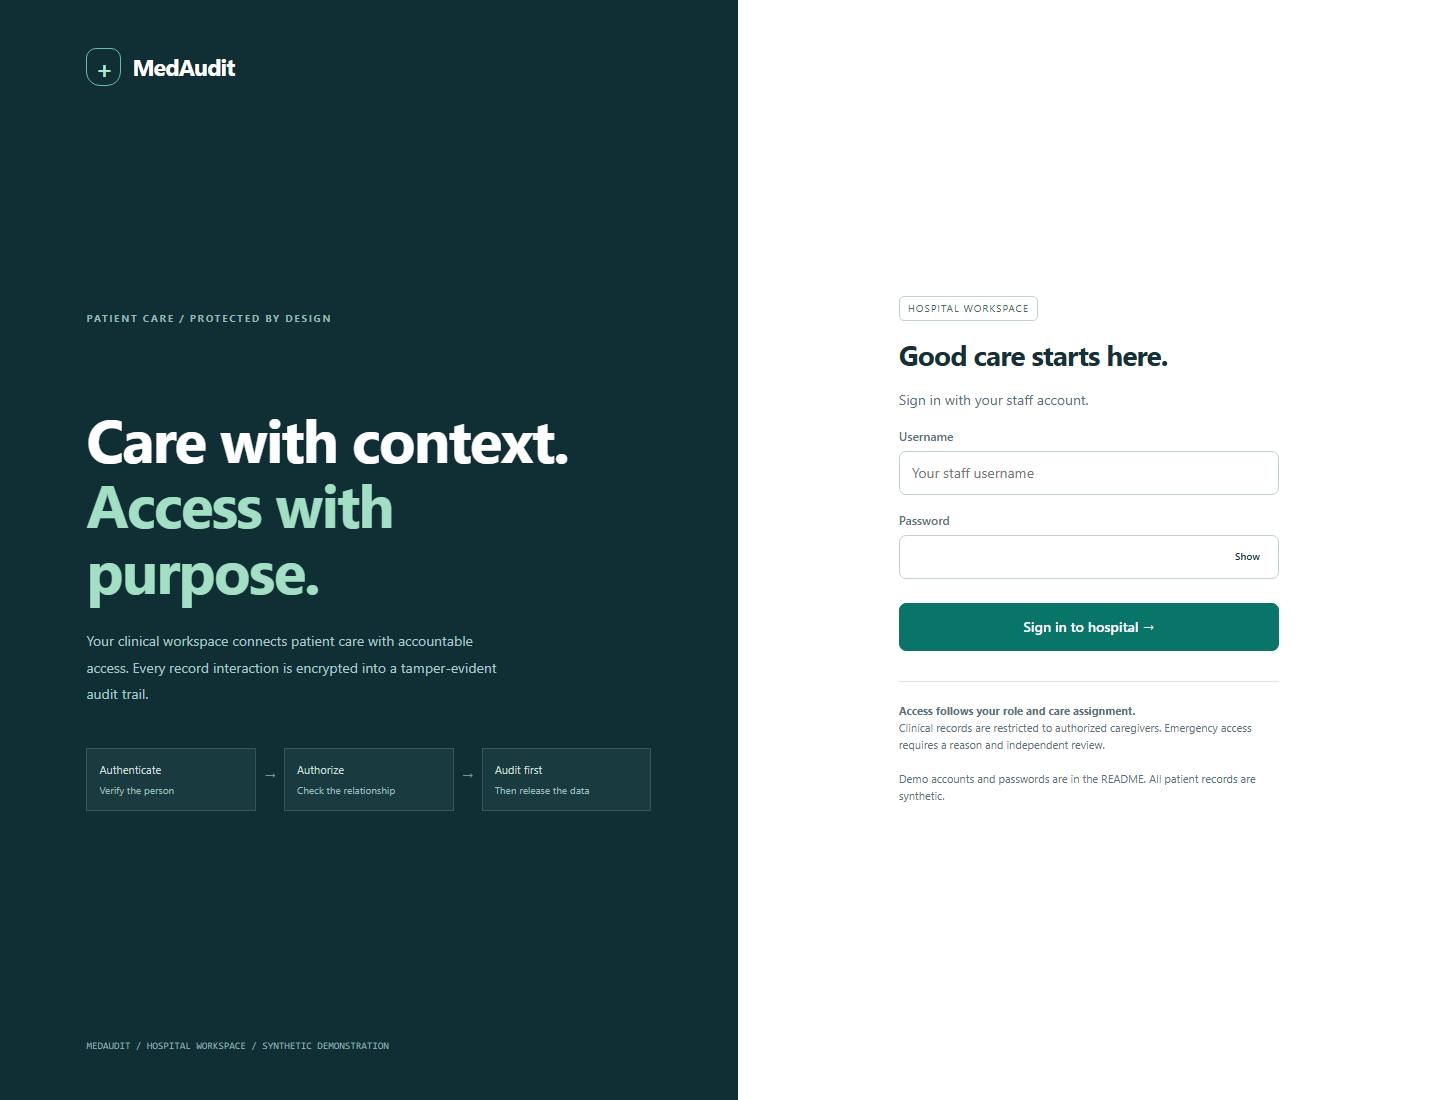 + MedAudit
PATIENT CARE / PROTECTED BY DESIGN
Care with context.
Access with
purpose.
Your clinical workspace connects patient care with accountable
access. Every record interaction is encrypted into a tamper-evident
audit trail.
Authenticate
Verify the person
→
Authorize
Check the relationship
→
Audit first
Then release the data
MEDAUDIT / HOSPITAL WORKSPACE / SYNTHETIC DEMONSTRATION
HOSPITAL WORKSPACE
Good care starts here.
Sign in with your staff account.
Username
Your staff username
Password
Show
Sign in to hospital →
Access follows your role and care assignment.
Clinical records are restricted to authorized caregivers. Emergency access
requires a reason and independent review.
Demo accounts and passwords are in the README. All patient records are
synthetic.